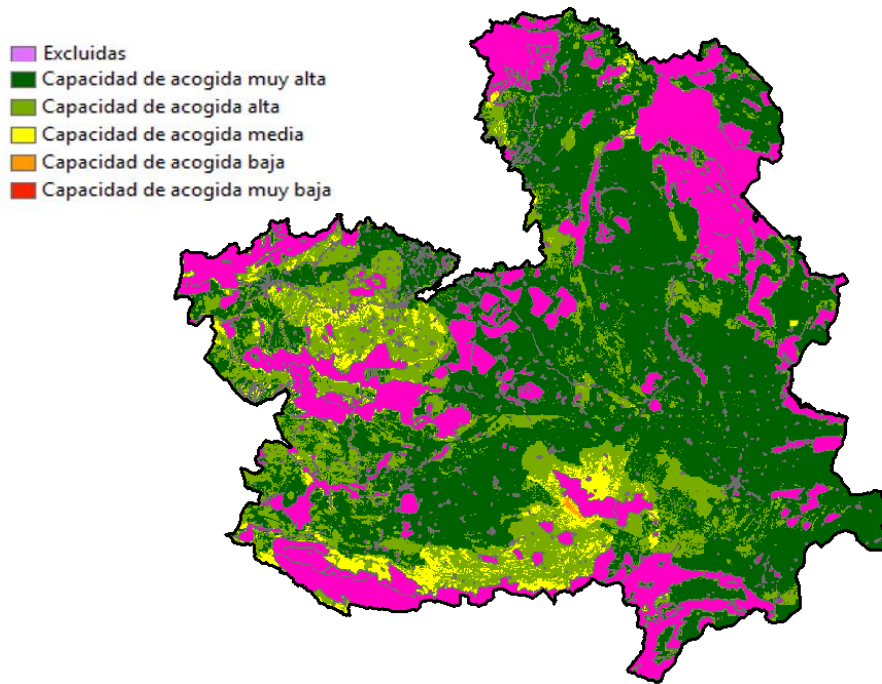 Excluidas
Capacidad de acogida muy alta
Capacidad de acogida alta
Capacidad de acogida media
Capacidad de acogida baja
Capacidad de acogida muy baja